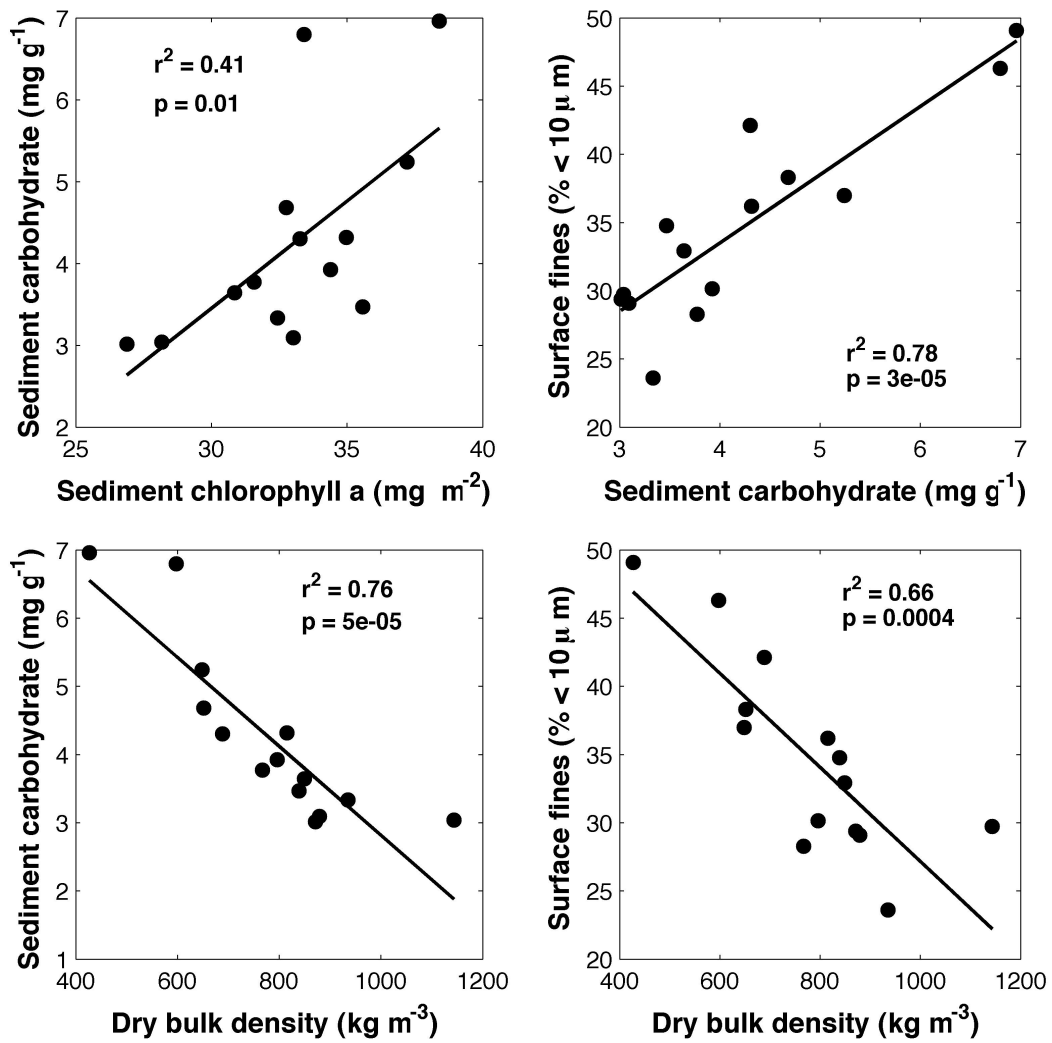 7
6
5
4
3
2
25
30
35
40
r² = 0.41
p = 0.01
Sediment carbohydrate (mg g⁻¹)
Sediment chlorophyll a (mg m⁻²)
50
45
40
35
30
25
20
3
4
5
6
7
r² = 0.78
p = 3e-05
Surface fines (% < 10 μ m)
Sediment carbohydrate (mg g⁻¹)
7
6
5
4
3
2
1
400
600
800
1000
1200
r² = 0.76
p = 5e-05
Sediment carbohydrate (mg g⁻¹)
Dry bulk density (kg m⁻³)
50
45
40
35
30
25
20
400
600
800
1000
1200
r² = 0.66
p = 0.0004
Surface fines (% < 10 μ m)
Dry bulk density (kg m⁻³)